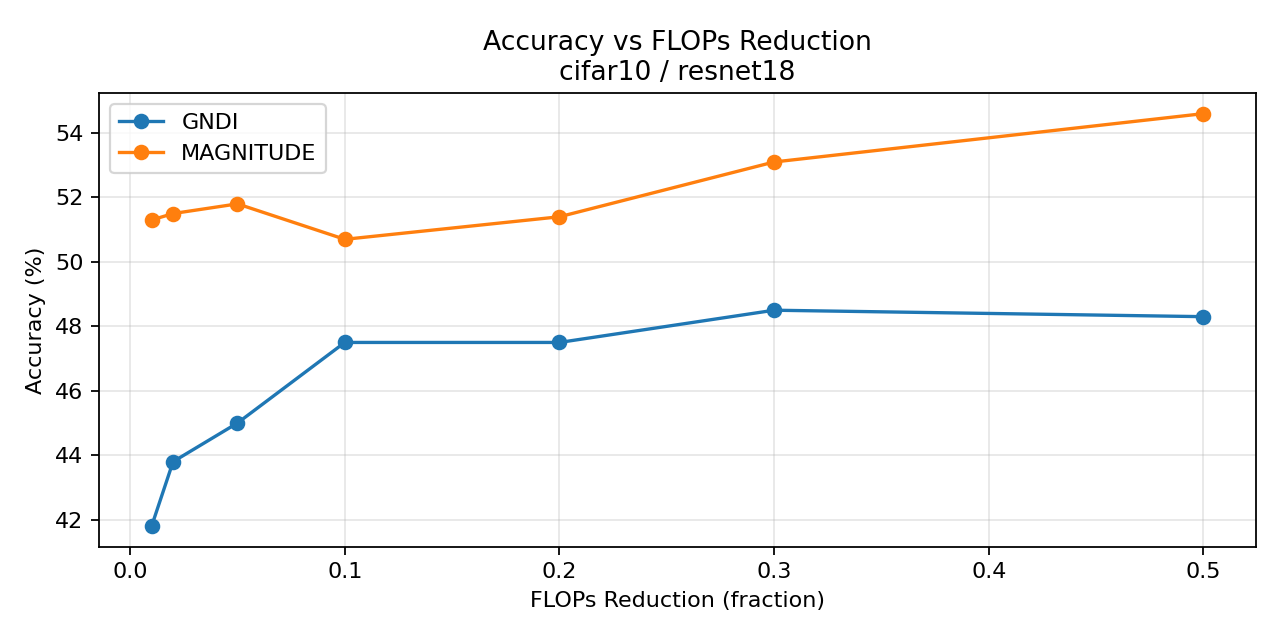 Accuracy vs FLOPs Reduction
cifar10 / resnet18
GNDI
MAGNITUDE
Accuracy (%)
54
52
50
48
46
44
42
0.0 0.1 0.2 0.3 0.4 0.5
FLOPs Reduction (fraction)